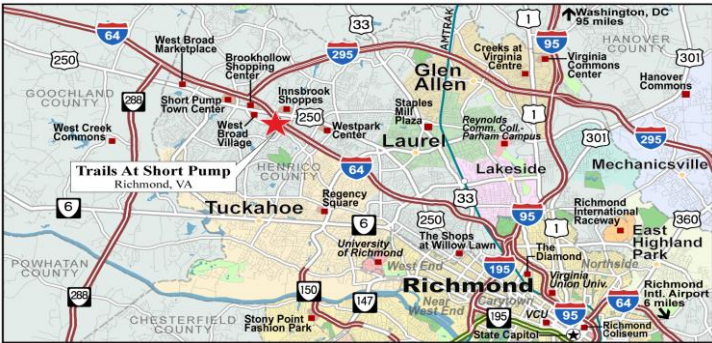 64
250
West Broad
Marketplace
Brookhollow
Shopping
Center
295
33
AMTRAK
1
95
Washington, DC
95 miles
HANOVER
COUNTY
Creeks at
Virginia
Centre
Virginia
Commons
Center
301
Hanover
Commons
Glen
Allen
GOOCHLAND
COUNTY
288
Short Pump
Town Center
Innsbrook
Shoppes
250
West
Broad
Village
Westpark
Center
Staples
Mill
Plaza
Reynolds
Comm. Coll.-
Parham Campus
301
295
West Creek
Commons
Laurel
Trails At Short Pump
Richmond, VA
HENRICO
COUNTY
64
Lakeside
Mechanicsville
6
Regency
Square
Tuckahoe
33
6
250
95
1
Richmond
International
Raceway
360
East
Highland
Park
University
of Richmond
The Shops
at Willow Lawn
The
Diamond
West End
195
Northside
POWHATAN
COUNTY
288
Richmond
Virginia
Union Univ.
Richmond
Intl. Airport
6 miles
64
150
147
Near
West End
Carytown
CHESTERFIELD
COUNTY
Stony Point
Fashion Park
195
VCU
95
State Capitol
Richmond
Coliseum